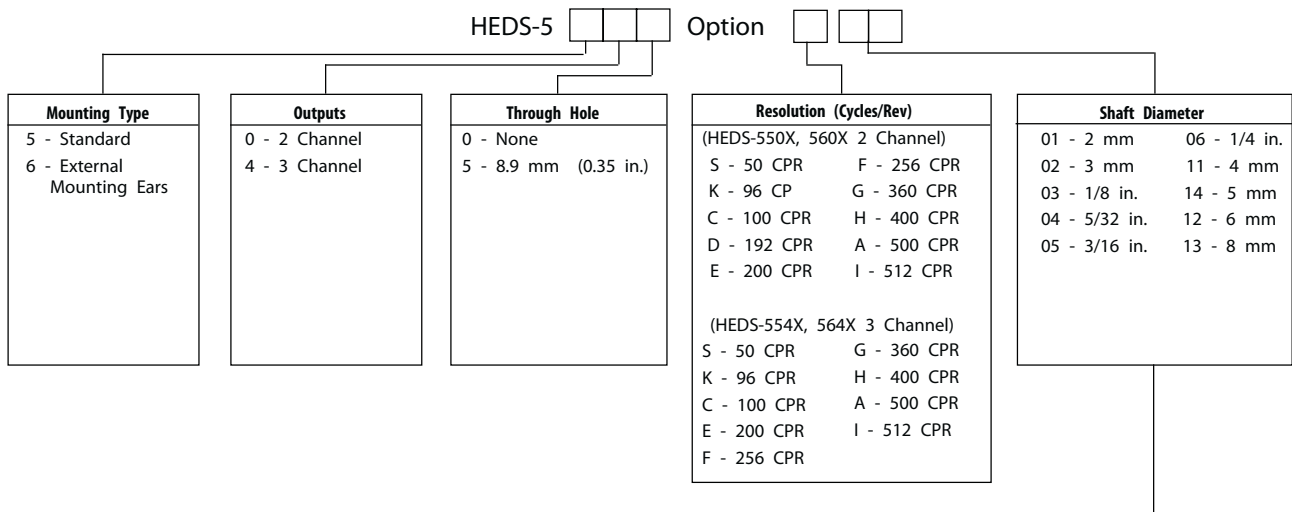 HEDS-5 Option
Mounting Type
5 - Standard
6 - External
Mounting Ears
Outputs
0 - 2 Channel
4 - 3 Channel
Through Hole
0 - None
5 - 8.9 mm (0.35 in.)
Resolution (Cycles/Rev)
(HEDS-550X, 560X 2 Channel)
S - 50 CPR F - 256 CPR
K - 96 CP G - 360 CPR
C - 100 CPR H - 400 CPR
D - 192 CPR A - 500 CPR
E - 200 CPR I - 512 CPR
(HEDS-554X, 564X 3 Channel)
S - 50 CPR G - 360 CPR
K - 96 CPR H - 400 CPR
C - 100 CPR A - 500 CPR
E - 200 CPR I - 512 CPR
F - 256 CPR
Shaft Diameter
01 - 2 mm 06 - 1/4 in.
02 - 3 mm 11 - 4 mm
03 - 1/8 in. 14 - 5 mm
04 - 5/32 in. 12 - 6 mm
05 - 3/16 in. 13 - 8 mm